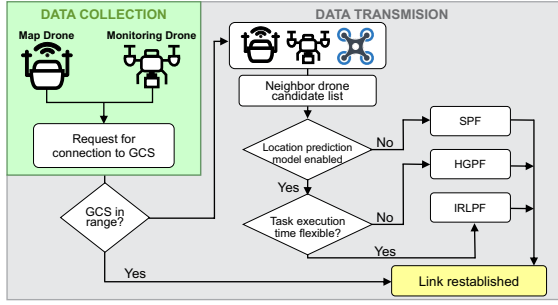 DATA COLLECTION
DATA TRANSMISION
Map Drone
Monitoring Drone
Request for
connection to GCS
GCS in
range?
Yes
Neighbor drone
candidate list
Location prediction
model enabled
No
Yes
Task execution
time flexible?
No
Yes
SPF
HGPF
IRLPF
Link restablished